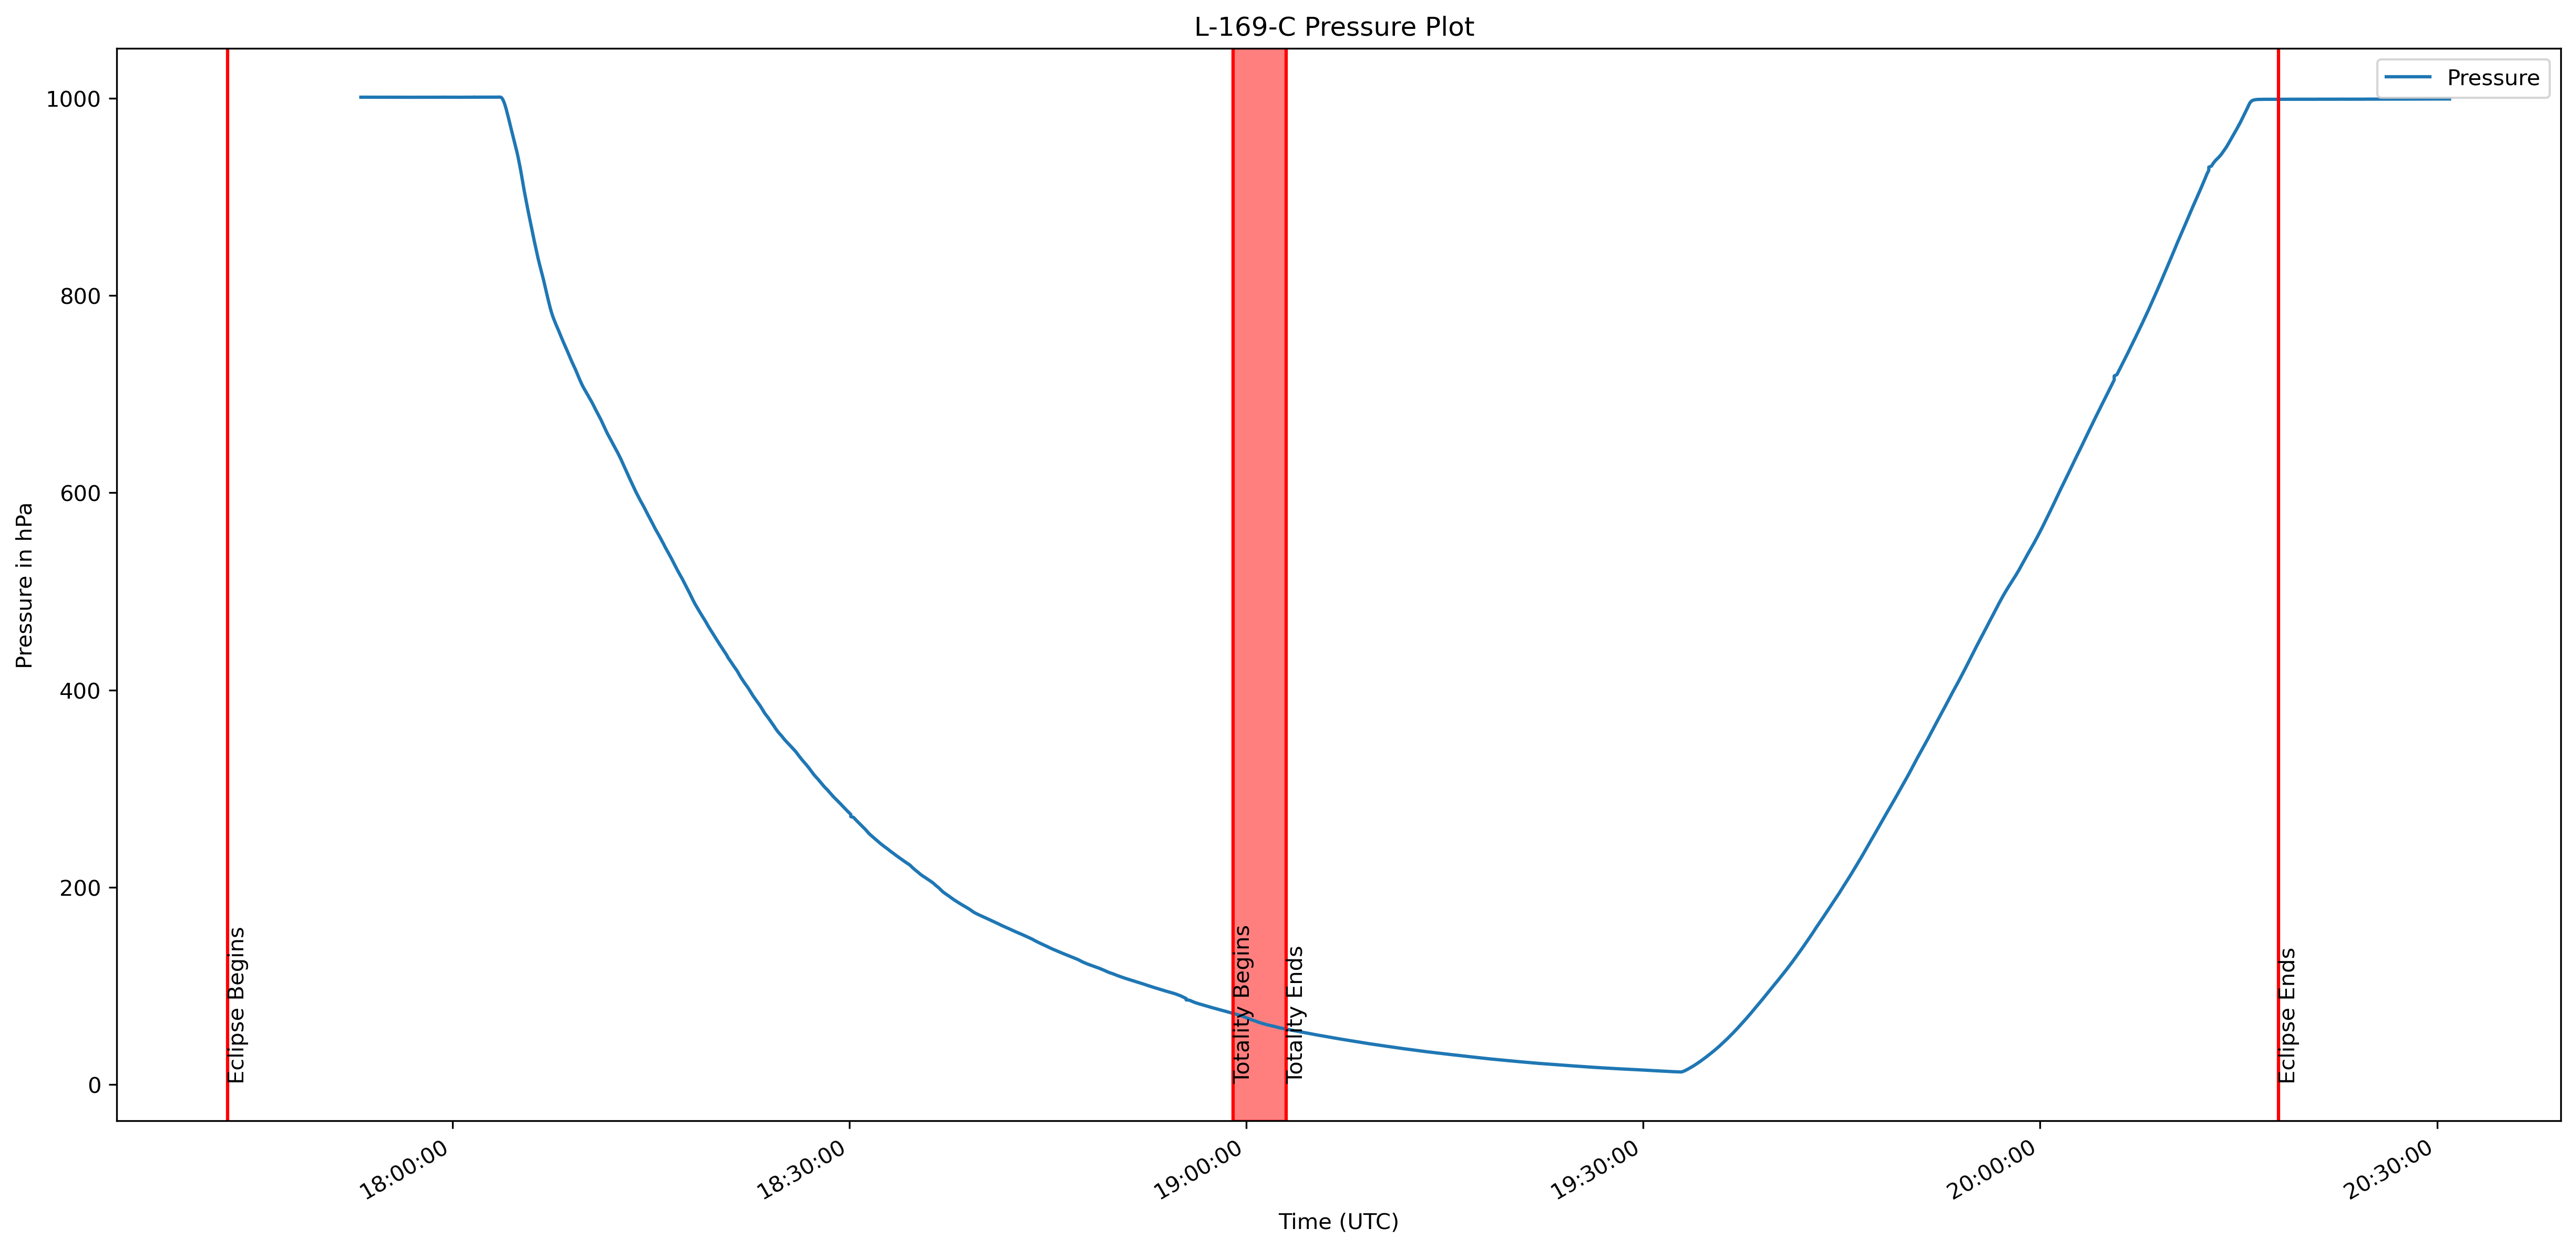 L-169-C Pressure Plot
Pressure
1000
800
600
400
200
0
Pressure in hPa
Eclipse Begins
Totality Begins
Totality Ends
Eclipse Ends
18:00:00
18:30:00
19:00:00
19:30:00
20:00:00
20:30:00
Time (UTC)